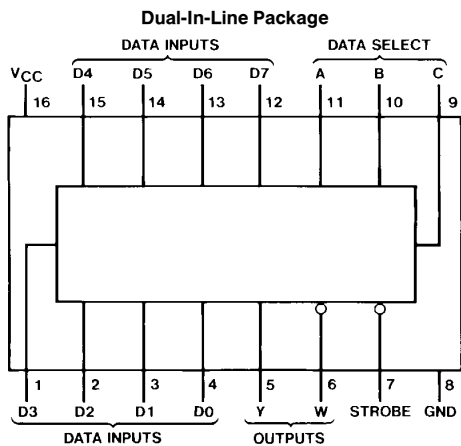 Dual-In-Line Package
DATA INPUTS DATA SELECT
VCC D4 D5 D6 D7 A B C
16 15 14 13 12 11 10 9
1 2 3 4 5 6 7 8
D3 D2 D1 D0 Y W STROBE GND
DATA INPUTS OUTPUTS